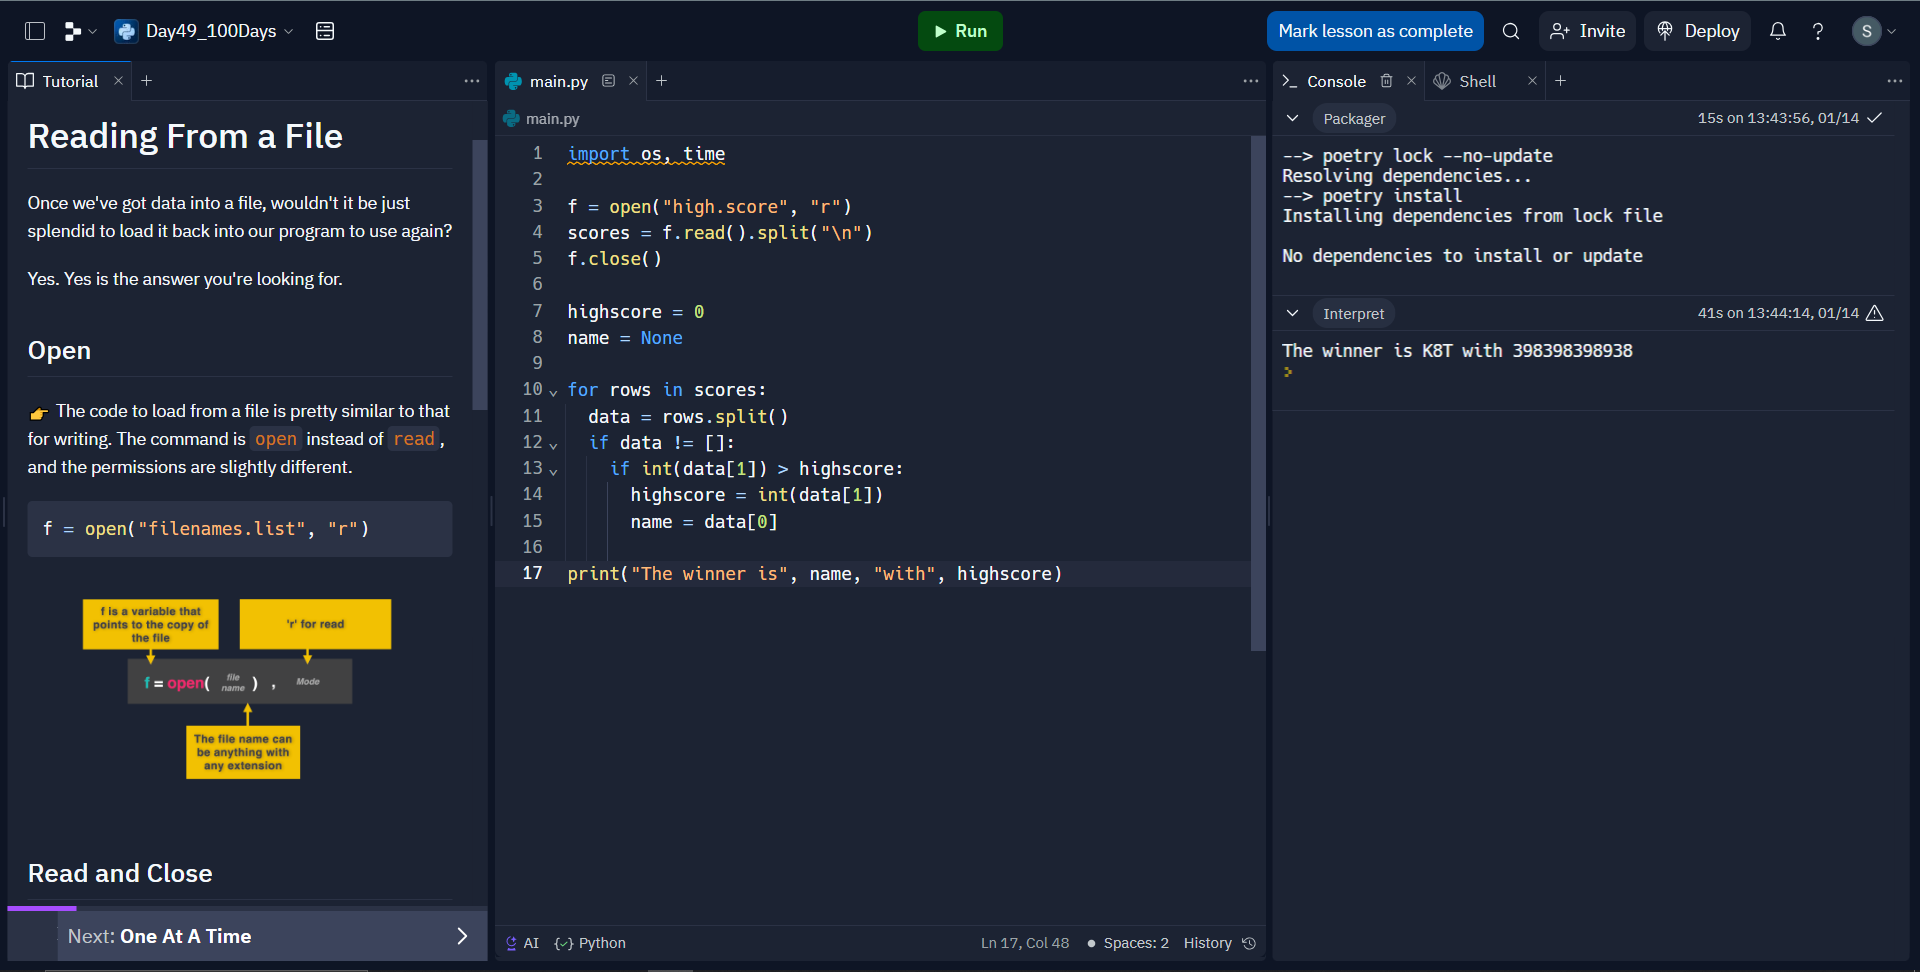 Day49_100Days
Run
Mark lesson as complete
Invite
Deploy
?
S
Tutorial
Reading From a File
Once we've got data into a file, wouldn't it be just
splendid to load it back into our program to use again?
Yes. Yes is the answer you're looking for.
Open
👉 The code to load from a file is pretty similar to that
for writing. The command is open instead of read,
and the permissions are slightly different.
f = open("filenames.list", "r")
f is a variable that
points to the copy of
the file
'r' for read
f = open( file name ) , Mode
The file name can
be anything with
any extension
Read and Close
Next: One At A Time
main.py
main.py
1 import os, time
2
3 f = open("high.score", "r")
4 scores = f.read().split("\n")
5 f.close()
6
7 highscore = 0
8 name = None
9
10 for rows in scores:
11   data = rows.split()
12   if data != []:
13     if int(data[1]) > highscore:
14       highscore = int(data[1])
15       name = data[0]
16
17 print("The winner is", name, "with", highscore)
AI
Python
Ln 17, Col 48
Spaces: 2
History
Console
Shell
Packager
15s on 13:43:56, 01/14
--> poetry lock --no-update
Resolving dependencies...
--> poetry install
Installing dependencies from lock file
No dependencies to install or update
Interpret
41s on 13:44:14, 01/14
The winner is K8T with 398398398938